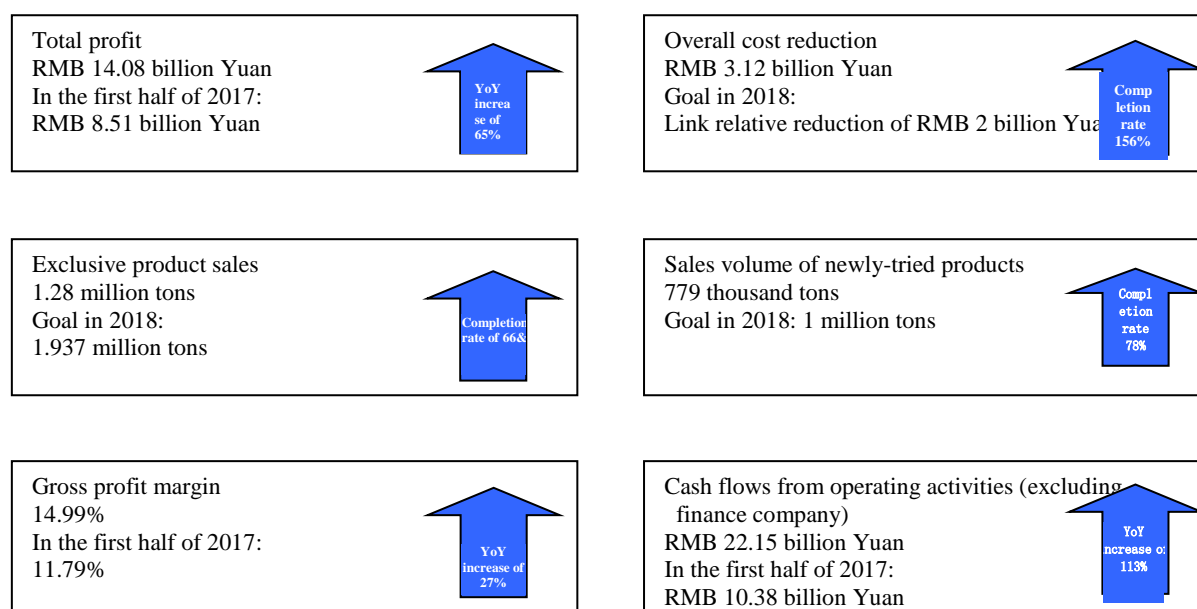 Total profit
RMB 14.08 billion Yuan
In the first half of 2017:
RMB 8.51 billion Yuan
YoY
increa
se of
65%
Overall cost reduction
RMB 3.12 billion Yuan
Goal in 2018:
Link relative reduction of RMB 2 billion Yua
Comp
letion
rate
156%
Exclusive product sales
1.28 million tons
Goal in 2018:
1.937 million tons
Completion
rate of 66&
Sales volume of newly-tried products
779 thousand tons
Goal in 2018: 1 million tons
Compl
etion
rate
78%
Gross profit margin
14.99%
In the first half of 2017:
11.79%
YoY
increase of
27%
Cash flows from operating activities (excluding
finance company)
RMB 22.15 billion Yuan
In the first half of 2017:
RMB 10.38 billion Yuan
YoY
ncrease of
113%